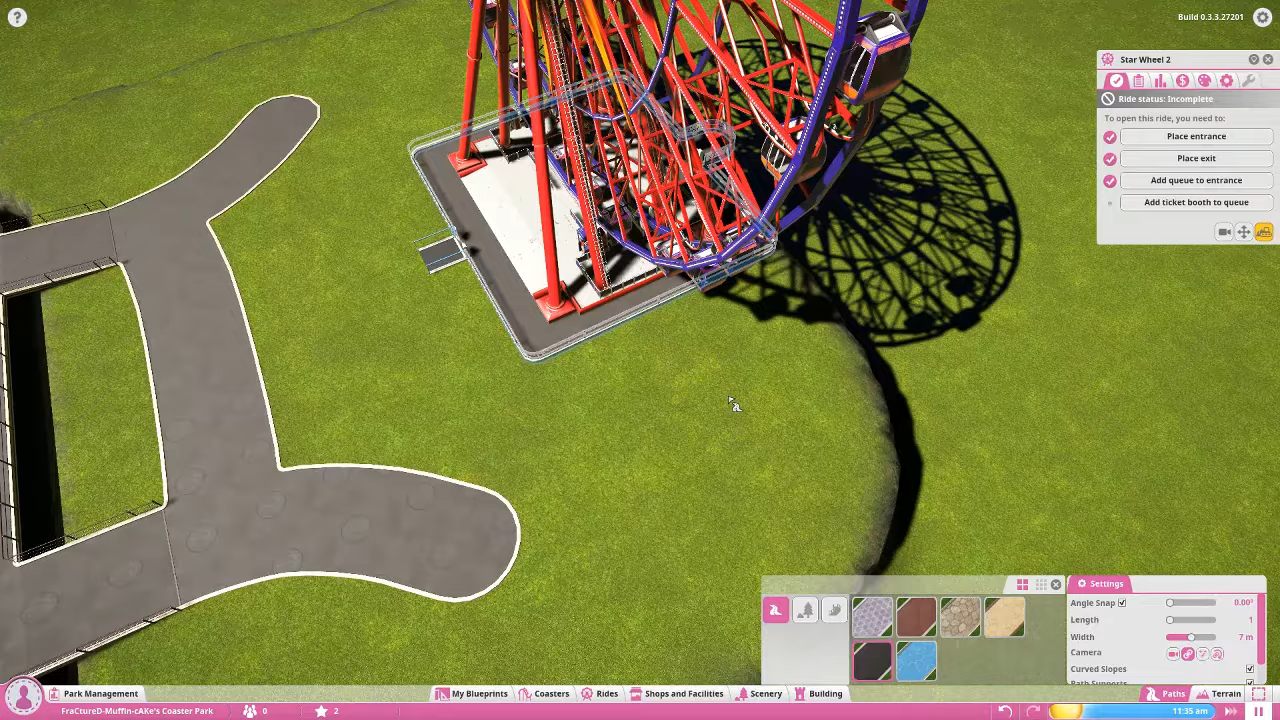 ?
Build 0.3.3.27201
Star Wheel 2
Ride status: Incomplete
To open this ride, you need to:
Place entrance
Place exit
Add queue to entrance
Add ticket booth to queue
Settings
Angle Snap
0.00°
Length
1
Width
7 m
Camera
Curved Slopes
Path Supports
Park Management
My Blueprints
Coasters
Rides
Shops and Facilities
Scenery
Building
Paths
Terrain
FraCtureD-Muffin-cAKe's Coaster Park
0
2
11:35 am